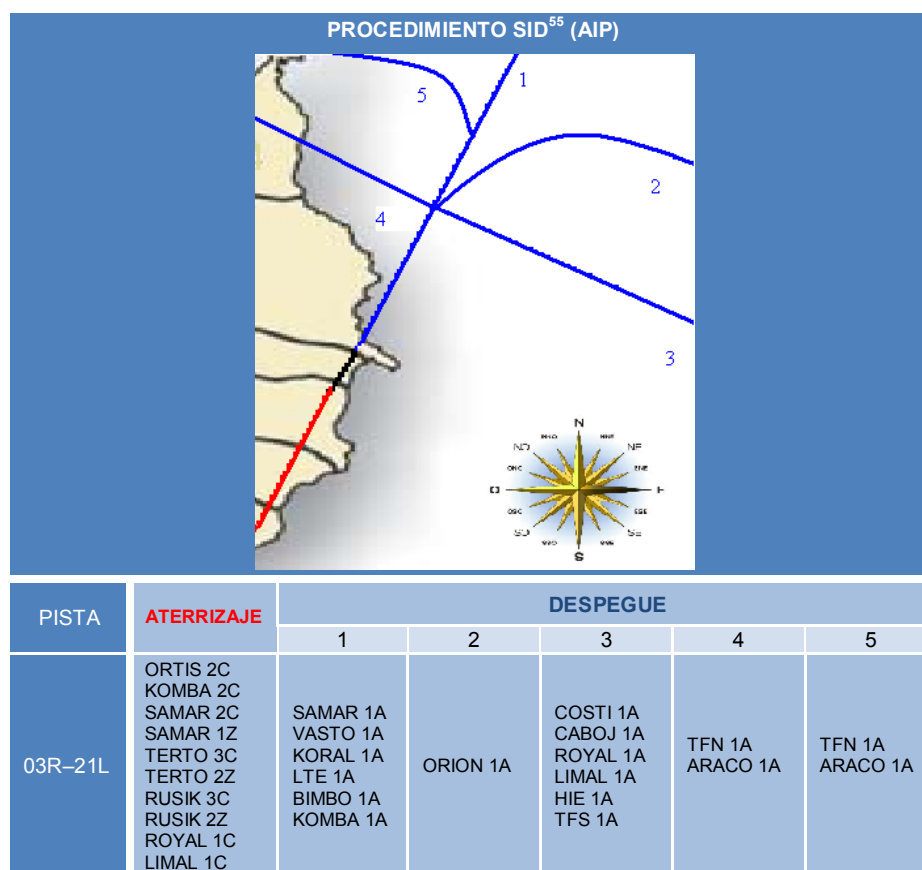 PROCEDIMIENTO SID55 (AIP)
5
1
2
4
3
N
NO
NE
S
PISTA
ATERRIZAJE
DESPEGUE
1
2
3
4
5
03R–21L
ORTIS 2C
KOMBA 2C
SAMAR 2C
SAMAR 1Z
TERTO 3C
TERTO 2Z
RUSIK 3C
RUSIK 2Z
ROYAL 1C
LIMAL 1C
SAMAR 1A
VASTO 1A
KORAL 1A
LTE 1A
BIMBO 1A
KOMBA 1A
ORION 1A
COSTI 1A
CABOJ 1A
ROYAL 1A
LIMAL 1A
HIE 1A
TFS 1A
TFN 1A
ARACO 1A
TFN 1A
ARACO 1A